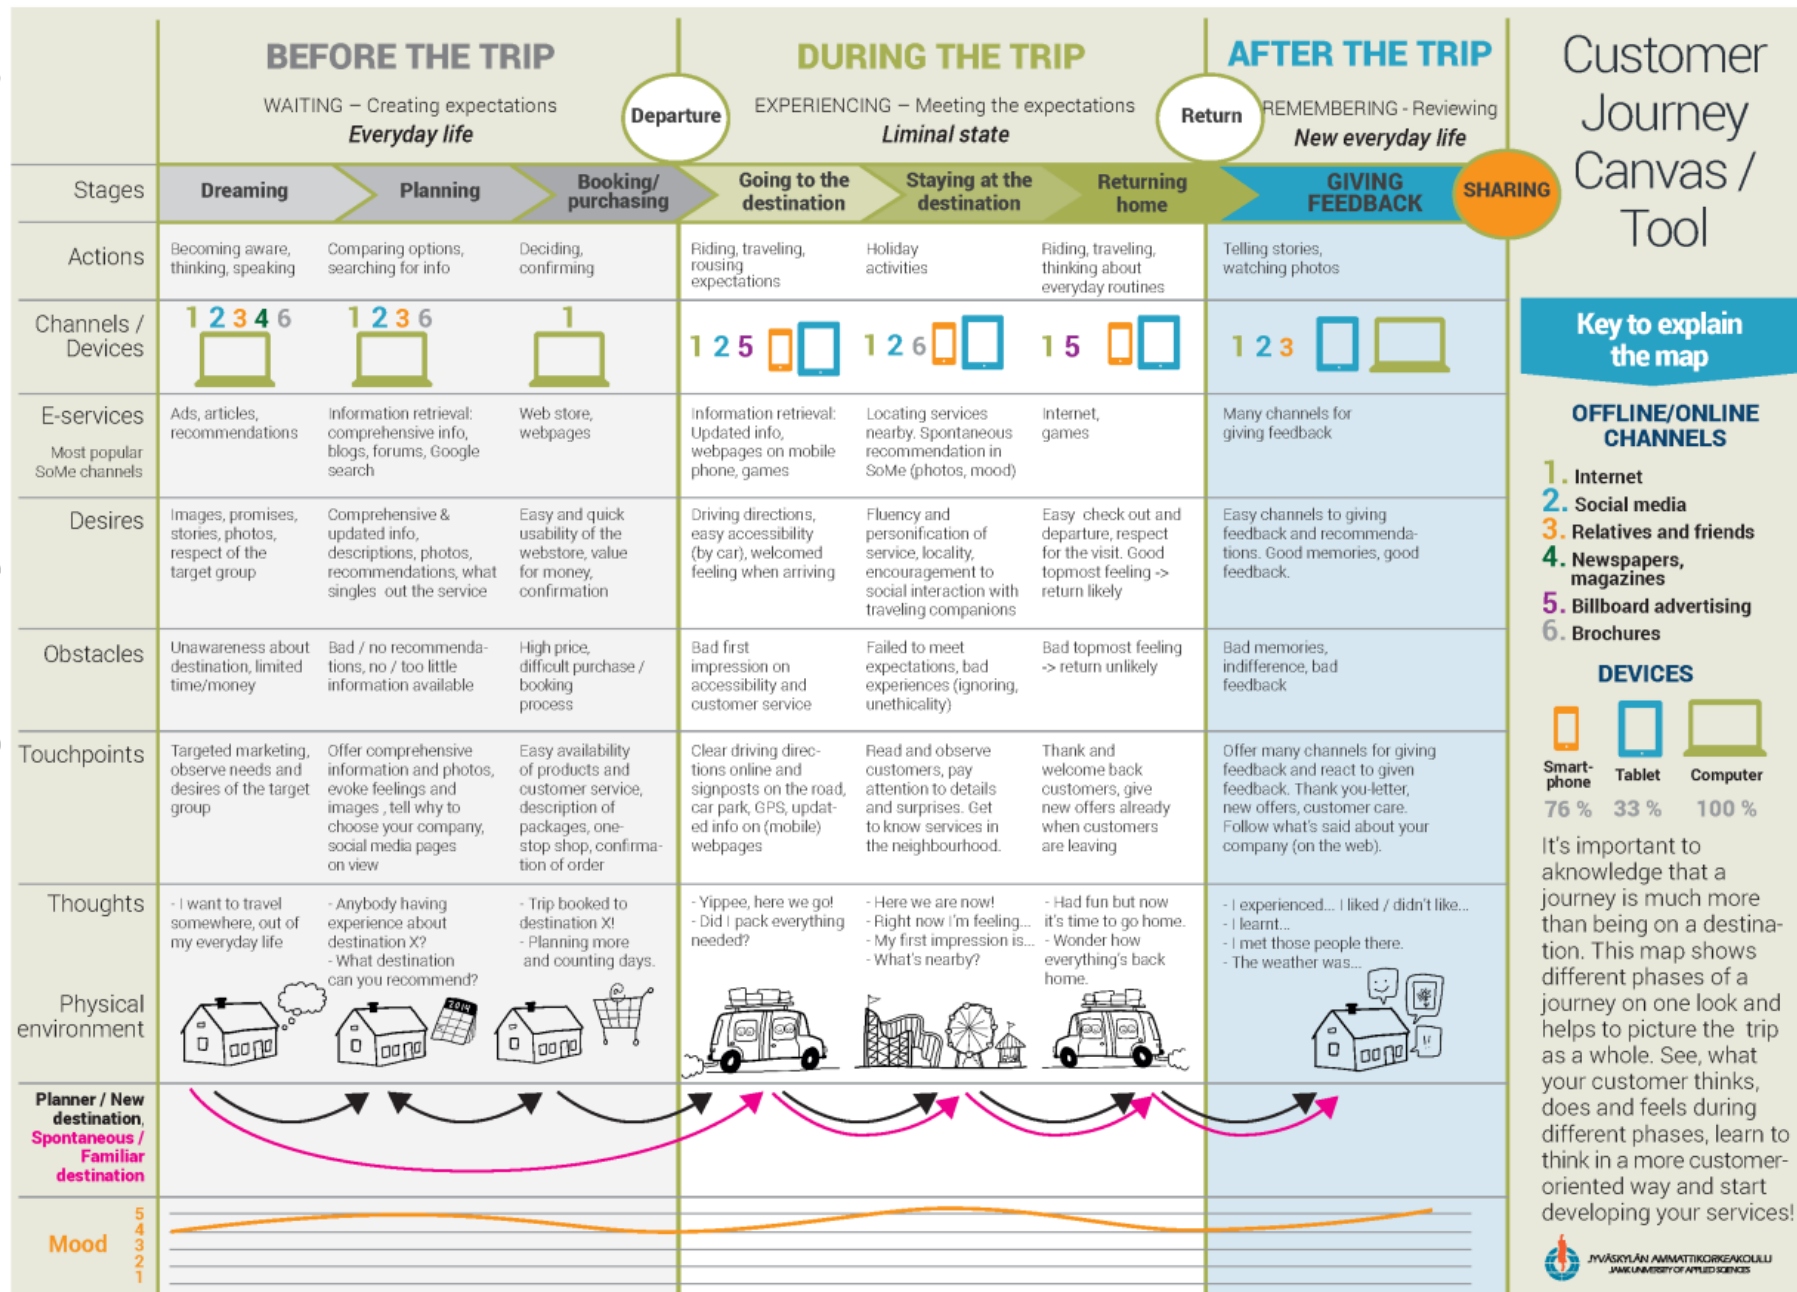 BEFORE THE TRIP
WAITING – Creating expectations
Everyday life
Departure
DURING THE TRIP
EXPERIENCING – Meeting the expectations
Liminal state
Return
AFTER THE TRIP
REMEMBERING - Reviewing
New everyday life
Customer
Journey
Canvas /
Tool
Stages
Dreaming
Planning
Booking/
purchasing
Going to the
destination
Staying at the
destination
Returning
home
GIVING
FEEDBACK
SHARING
Actions
Becoming aware,
thinking, speaking
Comparing options,
searching for info
Deciding,
confirming
Riding, traveling,
rousing
expectations
Holiday
activities
Riding, traveling,
thinking about
everyday routines
Telling stories,
watching photos
Channels /
Devices
1 2 3 4 6
1 2 3 6
1
1 2 5
1 2 6
1 5
1 2 3
E-services
Most popular
SoMe channels
Ads, articles,
recommendations
Information retrieval:
comprehensive info,
blogs, forums, Google
search
Web store,
webpages
Information retrieval:
Updated info,
webpages on mobile
phone, games
Locating services
nearby. Spontaneous
recommendation in
SoMe (photos, mood)
Internet,
games
Many channels for
giving feedback
Desires
Images, promises,
stories, photos,
respect of the
target group
Comprehensive &
updated info,
descriptions, photos,
recommendations, what
singles out the service
Easy and quick
usability of the
webstore, value
for money,
confirmation
Driving directions,
easy accessibility
(by car), welcomed
feeling when arriving
Fluency and
personification of
service, locality,
encouragement to
social interaction with
traveling companions
Easy check out and
departure, respect
for the visit. Good
topmost feeling ->
return likely
Easy channels to giving
feedback and recommenda-
tions. Good memories, good
feedback.
Obstacles
Unawareness about
destination, limited
time/money
Bad / no recommenda-
tions, no / too little
information available
High price,
difficult purchase /
booking
process
Bad first
impression on
accessibility and
customer service
Failed to meet
expectations, bad
experiences (ignoring,
unethicality)
Bad topmost feeling
-> return unlikely
Bad memories,
indifference, bad
feedback
Touchpoints
Targeted marketing,
observe needs and
desires of the target
group
Offer comprehensive
information and photos,
evoke feelings and
images , tell why to
choose your company,
social media pages
on view
Easy availability
of products and
customer service,
description of
packages, one-
stop shop, confirma-
tion of order
Clear driving direc-
tions online and
signposts on the road,
car park, GPS, updat-
ed info on (mobile)
webpages
Read and observe
customers, pay
attention to details
and surprises. Get
to know services in
the neighbourhood.
Thank and
welcome back
customers, give
new offers already
when customers
are leaving
Offer many channels for giving
feedback and react to given
feedback. Thank you-letter,
new offers, customer care.
Follow what's said about your
company (on the web).
Thoughts
- I want to travel
somewhere, out of
my everyday life
- Anybody having
experience about
destination X?
- What destination
can you recommend?
- Trip booked to
destination X!
- Planning more
and counting days.
- Yippee, here we go!
- Did I pack everything
needed?
- Here we are now!
- Right now I'm feeling...
- My first impression is...
- What's nearby?
- Had fun but now
it's time to go home.
- Wonder how
everything's back
home.
- I experienced... I liked / didn't like...
- I learnt...
- I met those people there.
- The weather was...
Physical
environment
2014
@
Planner / New
destination,
Spontaneous /
Familiar
destination
Mood
5
4
3
2
1
Key to explain
the map
OFFLINE/ONLINE
CHANNELS
1. Internet
2. Social media
3. Relatives and friends
4. Newspapers,
magazines
5. Billboard advertising
6. Brochures
DEVICES
Smart-
phone
Tablet
Computer
76 %
33 %
100 %
It's important to
aknowledge that a
journey is much more
than being on a destina-
tion. This map shows
different phases of a
journey on one look and
helps to picture the trip
as a whole. See, what
your customer thinks,
does and feels during
different phases, learn to
think in a more customer-
oriented way and start
developing your services!
JYVÄSKYLÄN AMMATTIKORKEAKOULU
JAMK UNIVERSITY OF APPLIED SCIENCES